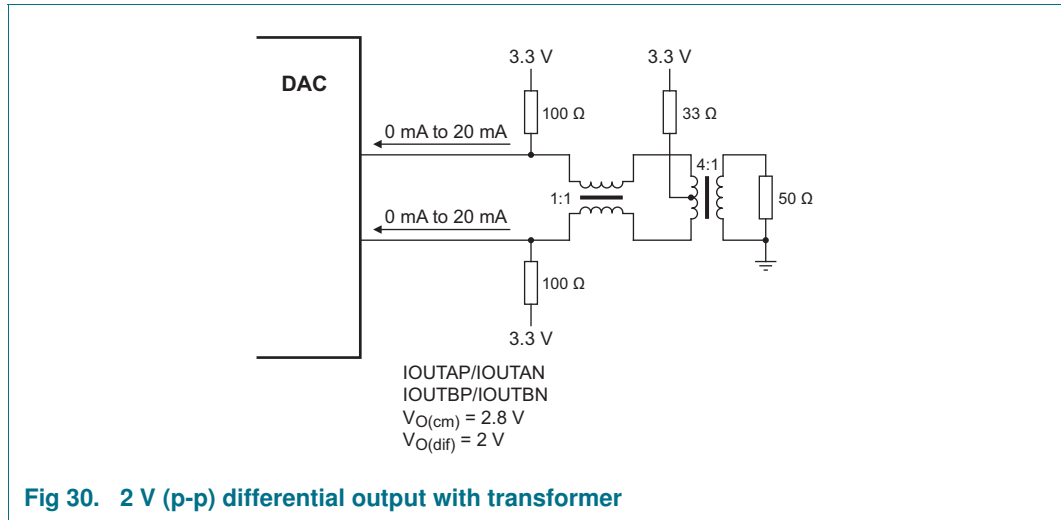 3.3 V
3.3 V
DAC
100 Ω
33 Ω
0 mA to 20 mA
4:1
1:1
50 Ω
0 mA to 20 mA
100 Ω
3.3 V
IOUTAP/IOUTAN
IOUTBP/IOUTBN
VO(cm) = 2.8 V
VO(dif) = 2 V
Fig 30. 2 V (p-p) differential output with transformer